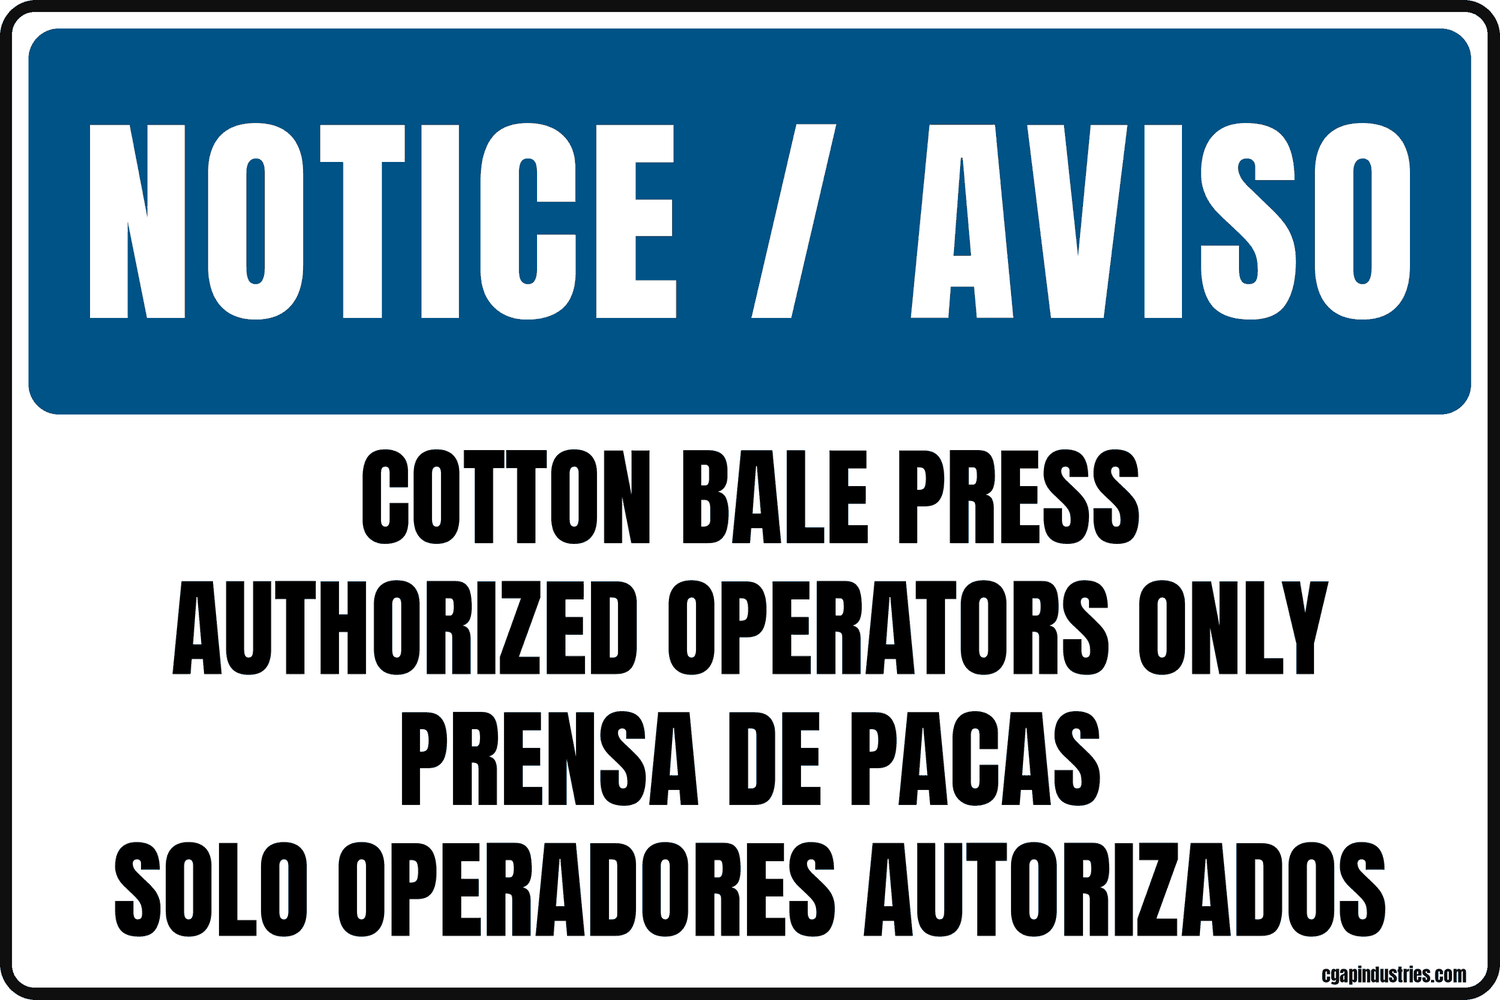 NOTICE / AVISO
COTTON BALE PRESS
AUTHORIZED OPERATORS ONLY
PRENSA DE PACAS
SOLO OPERADORES AUTORIZADOS
cgapindustries.com